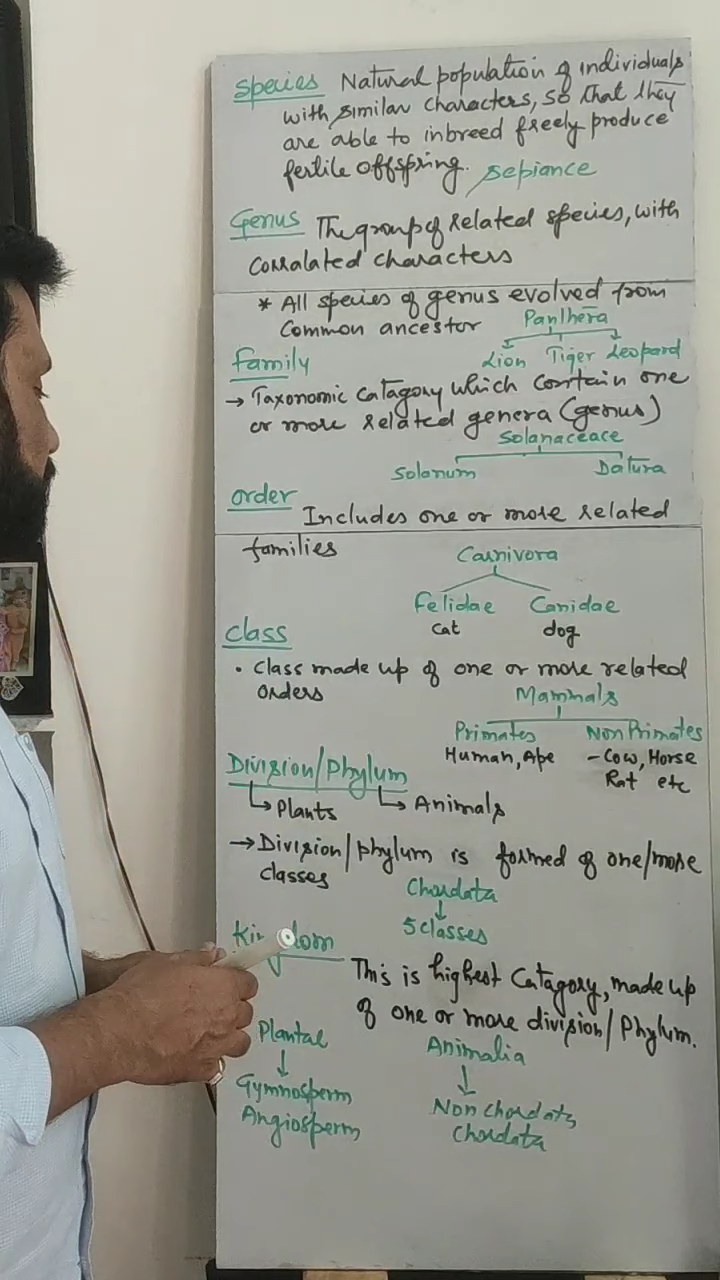 Species Natural population of individuals
with similar characters, so that they
are able to inbreed freely produce
fertile offspring. sepiance
Genus The group of related species, with
corralated characters
* All species of genus evolved from
common ancestor Panthera
Lion Tiger Leopard
family
→ Taxonomic catagory which contain one
or more related genera (genus)
Solanaceace
Solanum Datura
order Includes one or more related
families
Carnivora
Felidae Canidae
cat dog
class
• class made up of one or more related
orders
Mammals
Primates Non Primates
Human, Ape - Cow, Horse
Rat etc
Division/Phylum
Plants Animals
→ Division/phylum is formed of one/more
classes
Chordata
5 classes
This is highest catagory, made up
of one or more division/Phylum.
Plantae Animalia
Gymnosperm
Angiosperm
Non chordata
Chordata